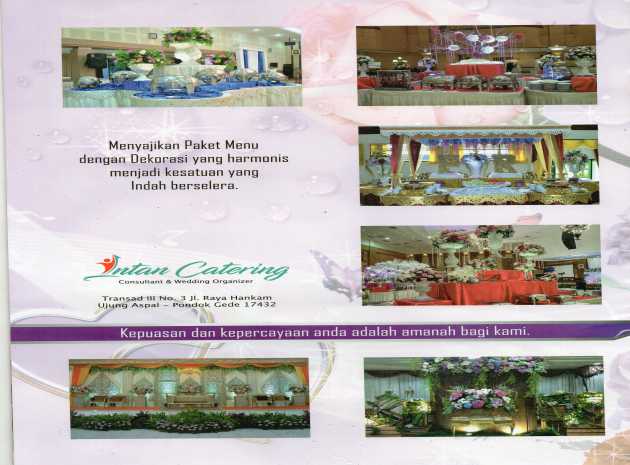 Menyajikan Paket Menu
dengan Dekorasi yang harmonis
menjadi kesatuan yang
Indah berselera.
Intan Catering
Consultant & Wedding Organizer
Transad III No. 3 Jl. Raya Hankam
Ujung Aspal – Pondok Gede 17432
Kepuasan dan kepercayaan anda adalah amanah bagi kami.